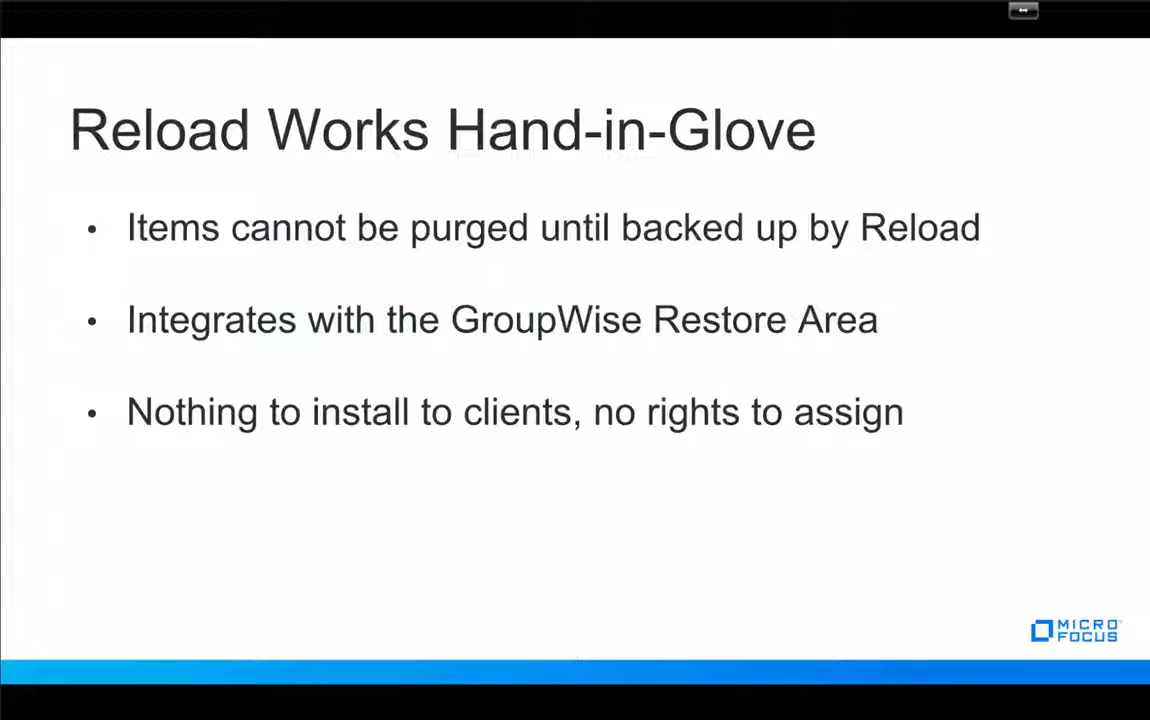 Reload Works Hand-in-Glove
• Items cannot be purged until backed up by Reload
• Integrates with the GroupWise Restore Area
• Nothing to install to clients, no rights to assign
MICRO
FOCUS